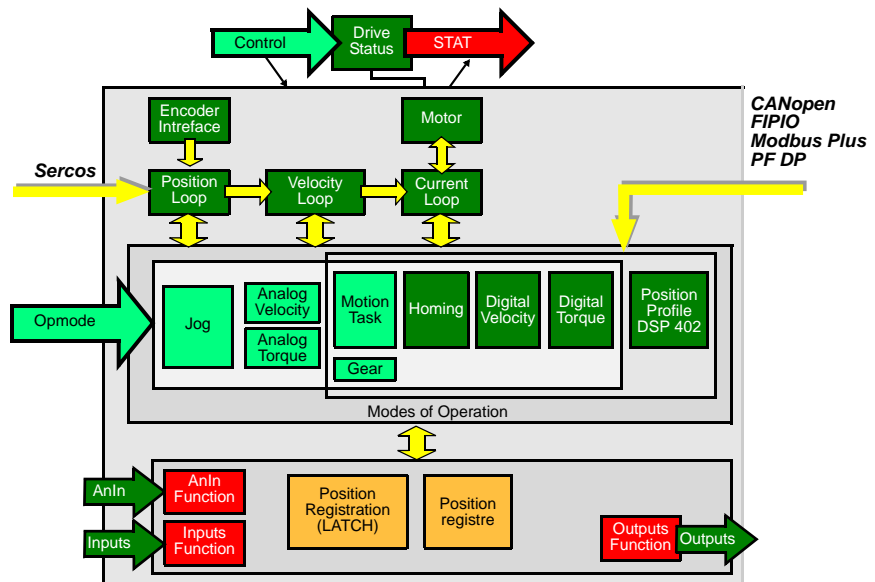 Control
Drive
Status
STAT
Encoder
Intreface
Motor
CANopen
FIPIO
Modbus Plus
PF DP
Sercos
Position
Loop
Velocity
Loop
Current
Loop
Opmode
Jog
Analog
Velocity
Analog
Torque
Motion
Task
Gear
Homing
Digital
Velocity
Digital
Torque
Position
Profile
DSP 402
Modes of Operation
AnIn
AnIn
Function
Inputs
Inputs
Function
Position
Registration
(LATCH)
Position
registre
Outputs
Function
Outputs